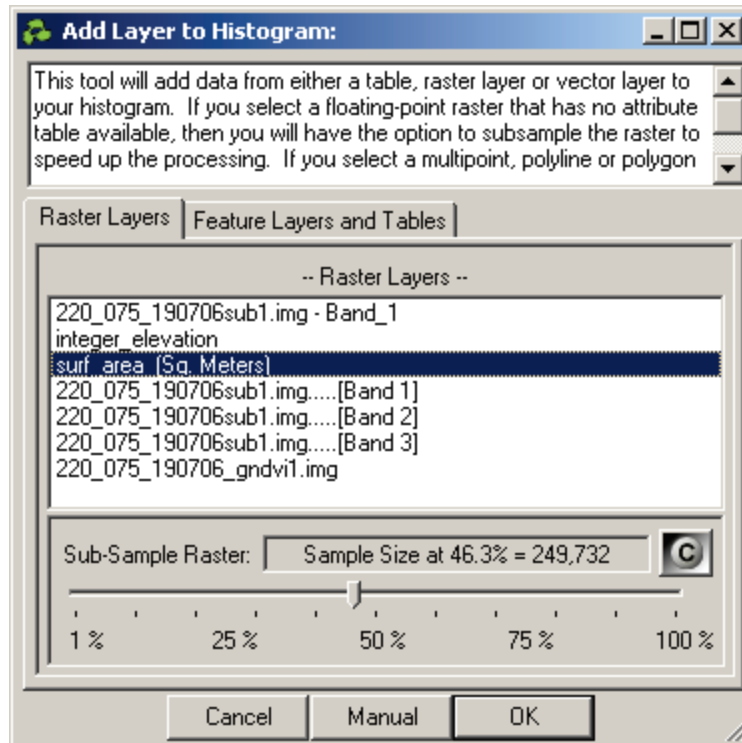 Add Layer to Histogram:
This tool will add data from either a table, raster layer or vector layer to
your histogram.  If you select a floating-point raster that has no attribute
table available, then you will have the option to subsample the raster to
speed up the processing.  If you select a multipoint, polyline or polygon
Raster Layers
Feature Layers and Tables
-- Raster Layers --
220_075_190706sub1.img - Band_1
integer_elevation
surf_area (Sq. Meters)
220_075_190706sub1.img.....[Band 1]
220_075_190706sub1.img.....[Band 2]
220_075_190706sub1.img.....[Band 3]
220_075_190706_gndvi1.img
Sub-Sample Raster:
Sample Size at 46.3% = 249,732
C
1 %
25 %
50 %
75 %
100 %
Cancel
Manual
OK